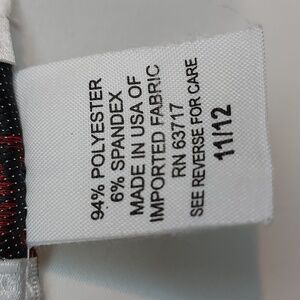 94% POLYESTER
6% SPANDEX
MADE IN USA OF
IMPORTED FABRIC
RN 63717
SEE REVERSE FOR CARE
11/12